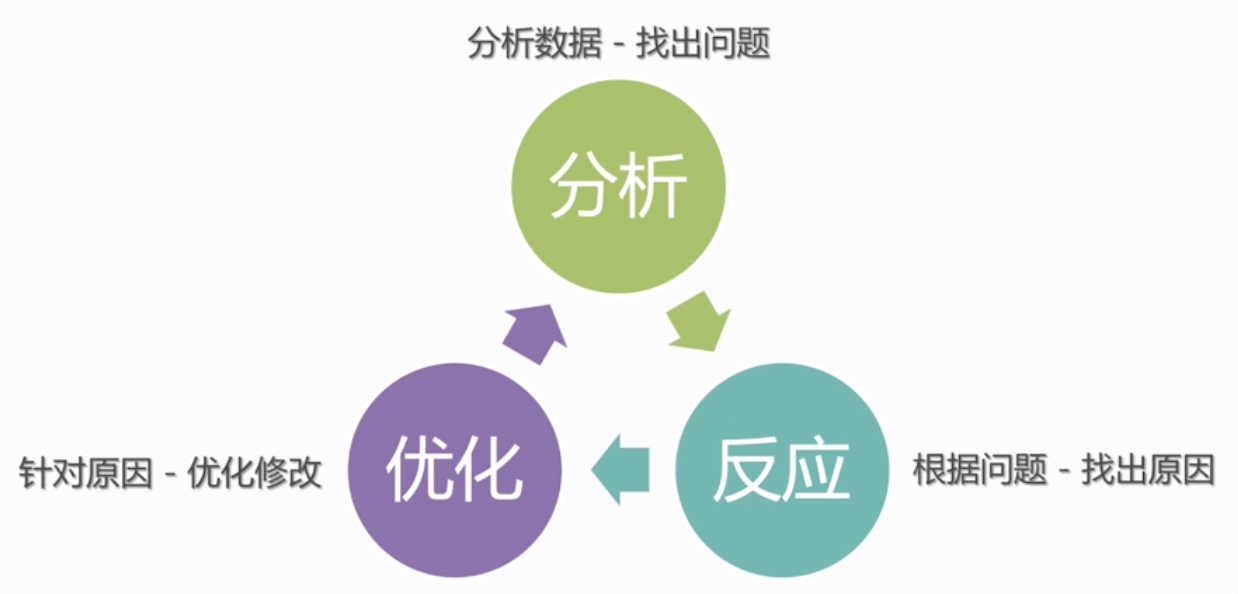 分析数据 - 找出问题
分析
优化
反应
针对原因 - 优化修改
根据问题 - 找出原因